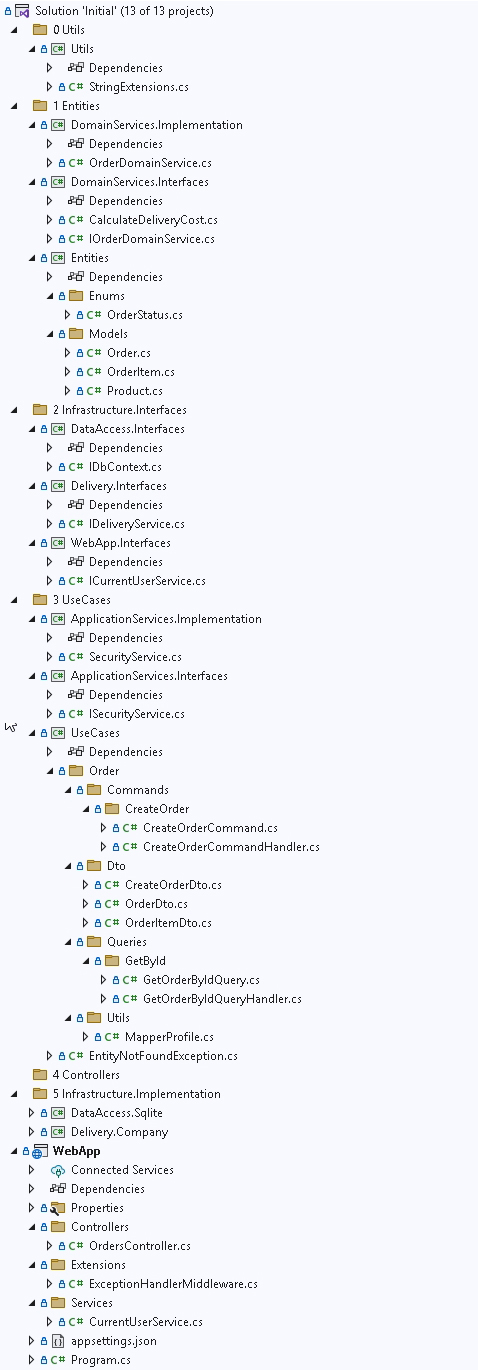 Solution 'Initial' (13 of 13 projects)
0 Utils
C# Utils
Dependencies
C# StringExtensions.cs
1 Entities
C# DomainServices.Implementation
Dependencies
C# OrderDomainService.cs
C# DomainServices.Interfaces
Dependencies
C# CalculateDeliveryCost.cs
C# IOrderDomainService.cs
C# Entities
Dependencies
Enums
C# OrderStatus.cs
Models
C# Order.cs
C# OrderItem.cs
C# Product.cs
2 Infrastructure.Interfaces
C# DataAccess.Interfaces
Dependencies
C# IDbContext.cs
C# Delivery.Interfaces
Dependencies
C# IDeliveryService.cs
C# WebApp.Interfaces
Dependencies
C# ICurrentUserService.cs
3 UseCases
C# ApplicationServices.Implementation
Dependencies
C# SecurityService.cs
C# ApplicationServices.Interfaces
Dependencies
C# ISecurityService.cs
C# UseCases
Dependencies
Order
Commands
CreateOrder
C# CreateOrderCommand.cs
C# CreateOrderCommandHandler.cs
Dto
C# CreateOrderDto.cs
C# OrderDto.cs
C# OrderItemDto.cs
Queries
GetById
C# GetOrderByIdQuery.cs
C# GetOrderByIdQueryHandler.cs
Utils
C# MapperProfile.cs
C# EntityNotFoundException.cs
4 Controllers
5 Infrastructure.Implementation
C# DataAccess.Sqlite
C# Delivery.Company
WebApp
Connected Services
Dependencies
Properties
Controllers
C# OrdersController.cs
Extensions
C# ExceptionHandlerMiddleware.cs
Services
C# CurrentUserService.cs
appsettings.json
C# Program.cs